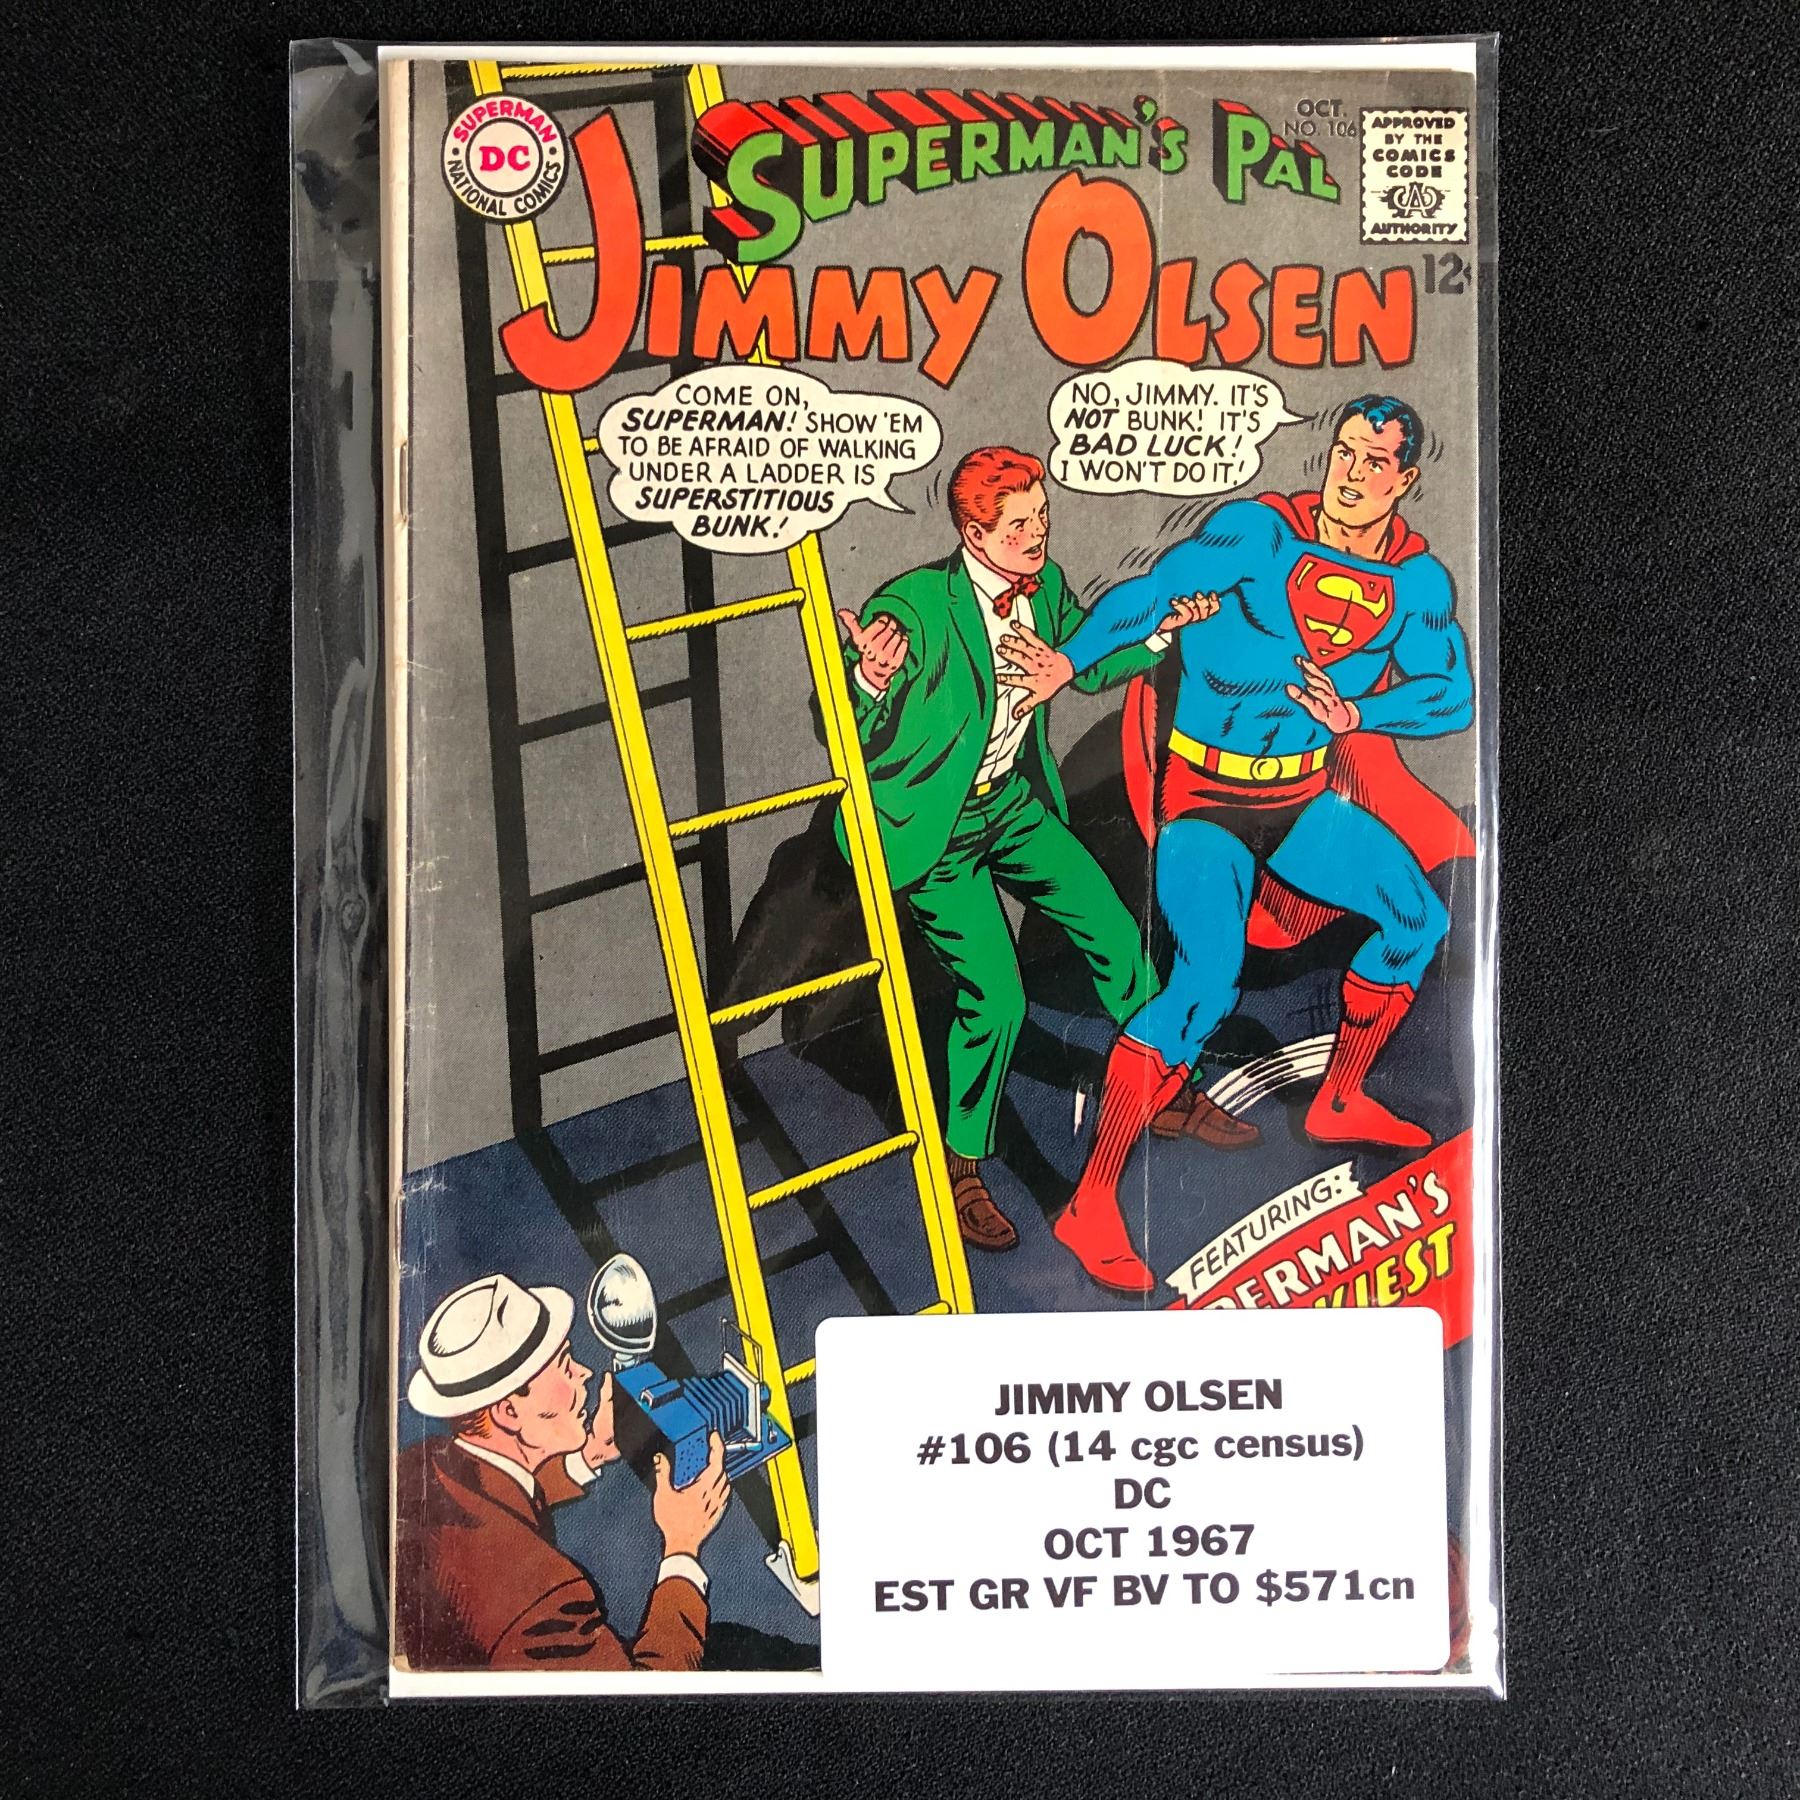 SUPERMAN
DC
NATIONAL COMICS
SUPERMAN'S PAL
JIMMY OLSEN
OCT.
NO. 106
APPROVED
BY THE
COMICS
CODE
CA
AUTHORITY
12¢
COME ON,
SUPERMAN! SHOW 'EM
TO BE AFRAID OF WALKING
UNDER A LADDER IS
SUPERSTITIOUS
BUNK!
NO, JIMMY. IT'S
NOT BUNK! IT'S
BAD LUCK!
I WON'T DO IT!
S
FEATURING:
PERMAN'S
KIEST
JIMMY OLSEN
#106 (14 cgc census)
DC
OCT 1967
EST GR VF BV TO $571cn